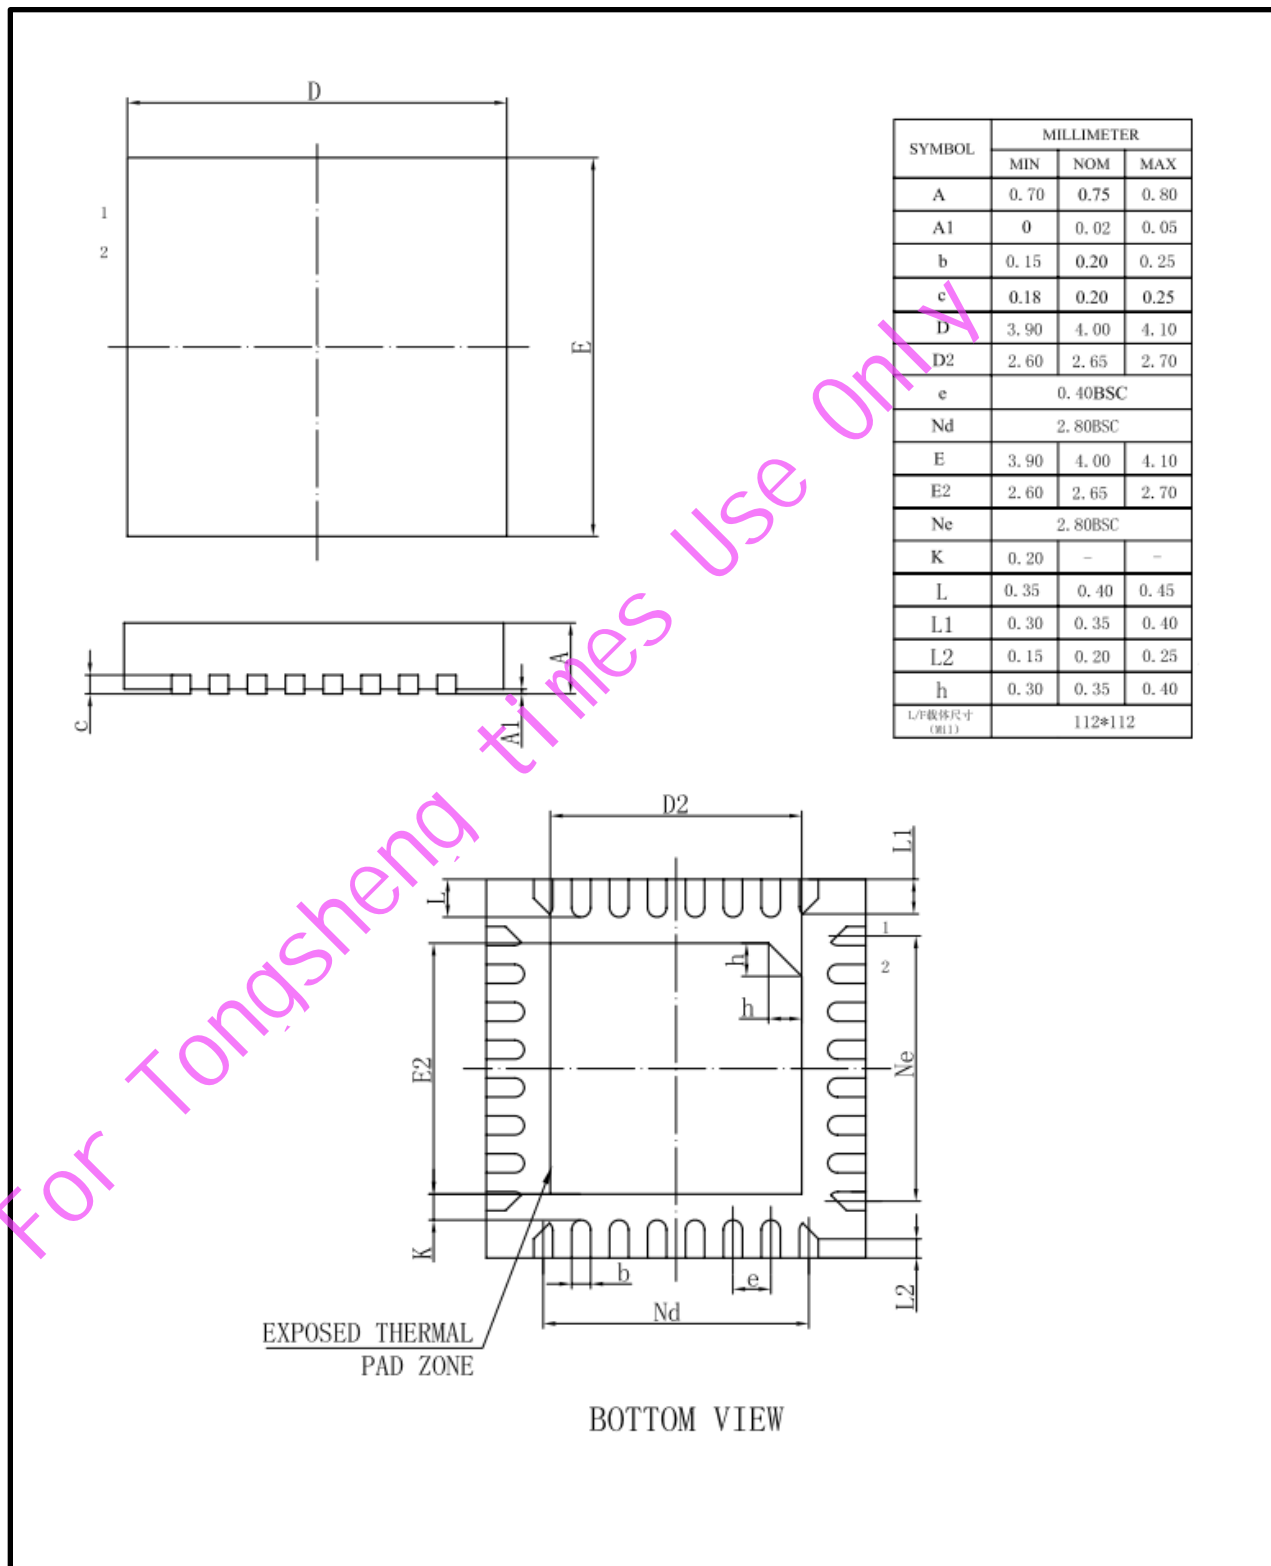 D
1
2
E
A
A1
c
SYMBOL MILLIMETER
MIN NOM MAX
A 0.70 0.75 0.80
A1 0 0.02 0.05
b 0.15 0.20 0.25
c 0.18 0.20 0.25
D 3.90 4.00 4.10
D2 2.60 2.65 2.70
e 0.40BSC
Nd 2.80BSC
E 3.90 4.00 4.10
E2 2.60 2.65 2.70
Ne 2.80BSC
K 0.20 - -
L 0.35 0.40 0.45
L1 0.30 0.35 0.40
L2 0.15 0.20 0.25
h 0.30 0.35 0.40
L/F载体尺寸
(Mil) 112*112
For Tongsheng times Use Only
D2
L1
L
1
2
h
h
E2
Ne
K
b
e
L2
Nd
EXPOSED THERMAL
PAD ZONE
BOTTOM VIEW